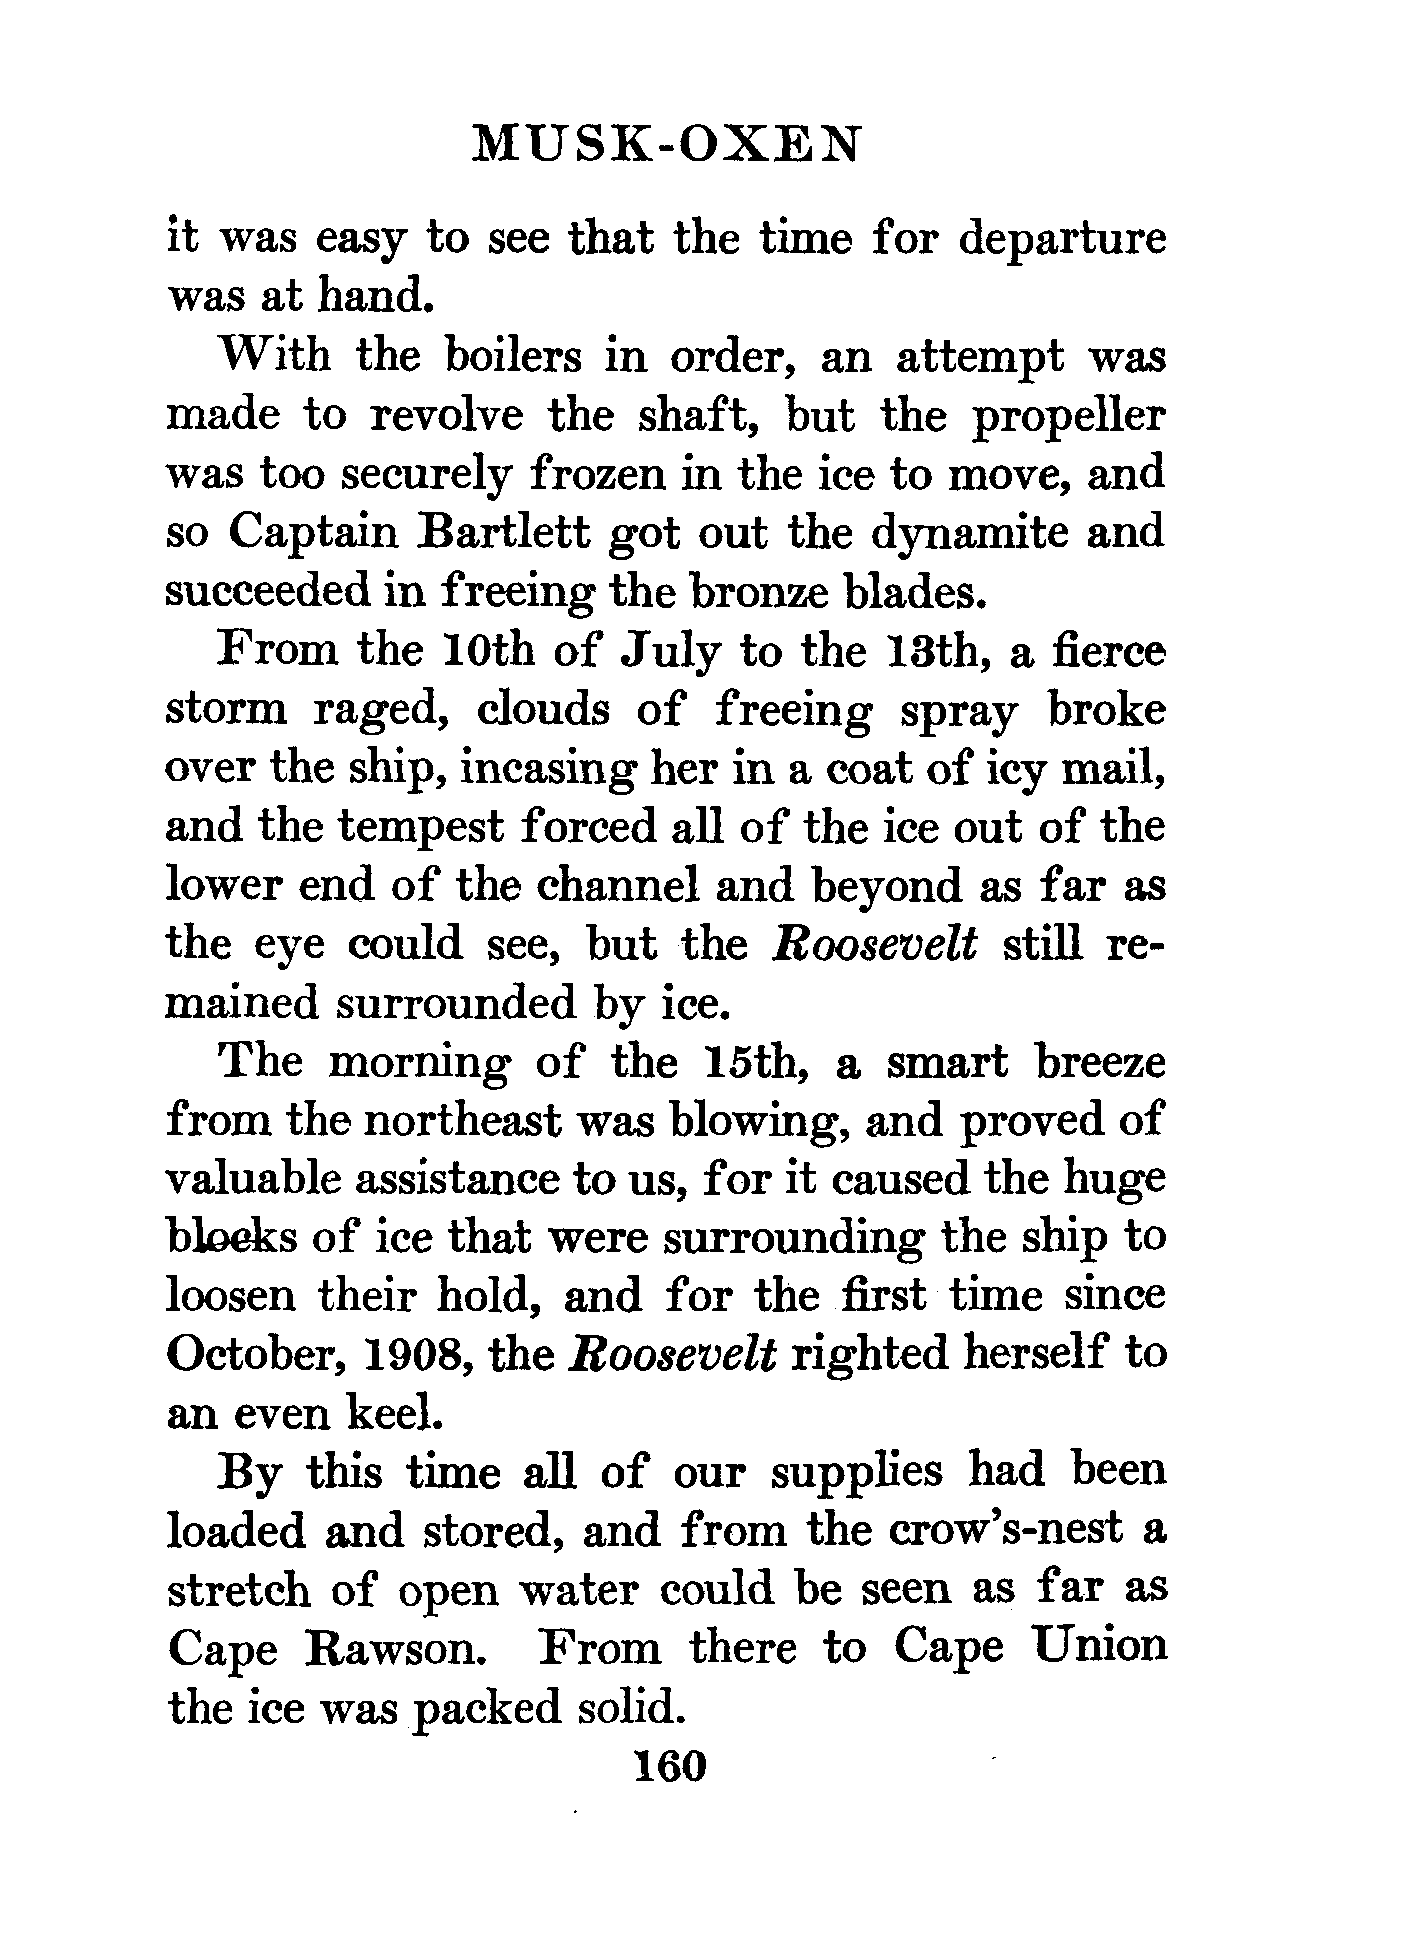 MUSK-OXEN
it was easy to see that the time for departure
was at hand.
With the boilers in order, an attempt was
made to revolve the shaft, but the propeller
was too securely frozen in the ice to move, and
so Captain Bartlett got out the dynamite and
succeeded in freeing the bronze blades.
From the 10th of July to the 13th, a fierce
storm raged, clouds of freeing spray broke
over the ship, incasing her in a coat of icy mail,
and the tempest forced all of the ice out of the
lower end of the channel and beyond as far as
the eye could see, but the Roosevelt still re-
mained surrounded by ice.
The morning of the 15th, a smart breeze
from the northeast was blowing, and proved of
valuable assistance to us, for it caused the huge
blocks of ice that were surrounding the ship to
loosen their hold, and for the first time since
October, 1908, the Roosevelt righted herself to
an even keel.
By this time all of our supplies had been
loaded and stored, and from the crow's-nest a
stretch of open water could be seen as far as
Cape Rawson. From there to Cape Union
the ice was packed solid.
160